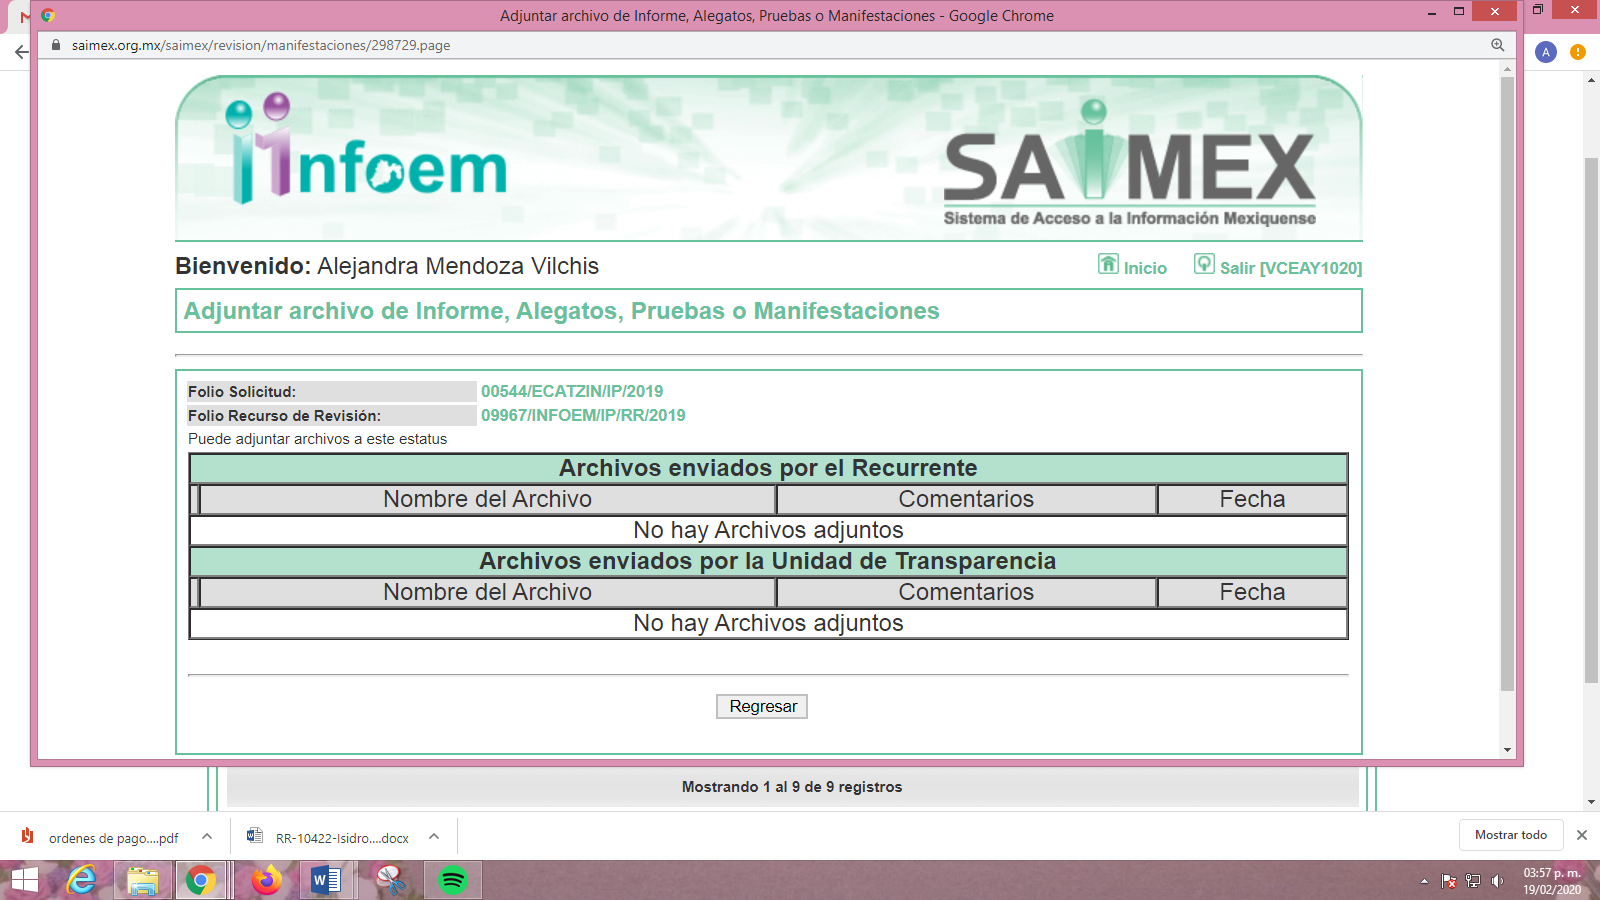 Adjuntar archivo de Informe, Alegatos, Pruebas o Manifestaciones - Google Chrome
saimex.org.mx/saimex/revision/manifestaciones/298729.page
A
infoem
SAIMEX
Sistema de Acceso a la Información Mexiquense
Bienvenido: Alejandra Mendoza Vilchis
Inicio Salir [VCEAY1020]
Adjuntar archivo de Informe, Alegatos, Pruebas o Manifestaciones
Folio Solicitud: 00544/ECATZIN/IP/2019
Folio Recurso de Revisión: 09967/INFOEM/IP/RR/2019
Puede adjuntar archivos a este estatus
Archivos enviados por el Recurrente
Nombre del Archivo Comentarios Fecha
No hay Archivos adjuntos
Archivos enviados por la Unidad de Transparencia
Nombre del Archivo Comentarios Fecha
No hay Archivos adjuntos
Regresar
Mostrando 1 al 9 de 9 registros
ordenes de pago....pdf RR-10422-Isidro....docx Mostrar todo
03:57 p. m.
19/02/2020